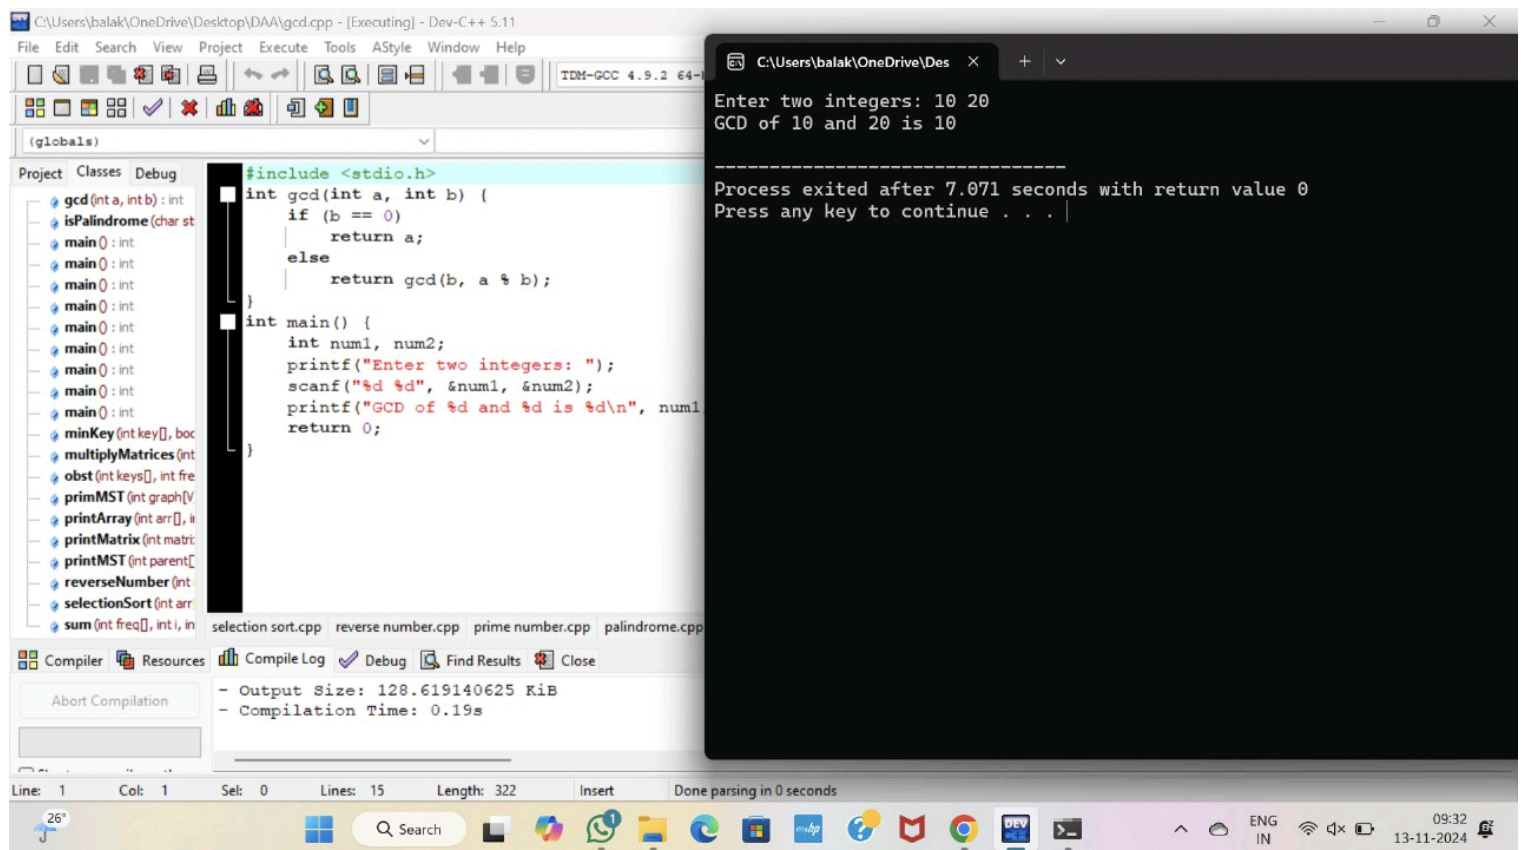 C:\Users\balak\OneDrive\Desktop\DAA\gcd.cpp - [Executing] - Dev-C++ 5.11
File Edit Search View Project Execute Tools AStyle Window Help
TDM-GCC 4.9.2 64-
(globals)
Project Classes Debug
gcd (int a, int b) : int
isPalindrome (char st
main () : int
main () : int
main () : int
main () : int
main () : int
main () : int
main () : int
main () : int
main () : int
minKey (int key[], boo
multiplyMatrices (int
obst (int keys[], int fre
primMST (int graph[V
printArray (int arr[], i
printMatrix (int matri
printMST (int parent[
reverseNumber (int
selectionSort (int arr
sum (int freq[], int i, in
#include <stdio.h>
int gcd(int a, int b) {
if (b == 0)
return a;
else
return gcd(b, a % b);
}
int main() {
int num1, num2;
printf("Enter two integers: ");
scanf("%d %d", &num1, &num2);
printf("GCD of %d and %d is %d\n", num1,
return 0;
}
selection sort.cpp reverse number.cpp prime number.cpp palindrome.cpp
Compiler Resources Compile Log Debug Find Results Close
Abort Compilation
- Output Size: 128.619140625 KiB
- Compilation Time: 0.19s
Line: 1 Col: 1 Sel: 0 Lines: 15 Length: 322 Insert Done parsing in 0 seconds
C:\Users\balak\OneDrive\Des
Enter two integers: 10 20
GCD of 10 and 20 is 10
--------------------------------
Process exited after 7.071 seconds with return value 0
Press any key to continue . . .
26°
Search
1
myhp
DEV
ENG
IN
09:32
13-11-2024